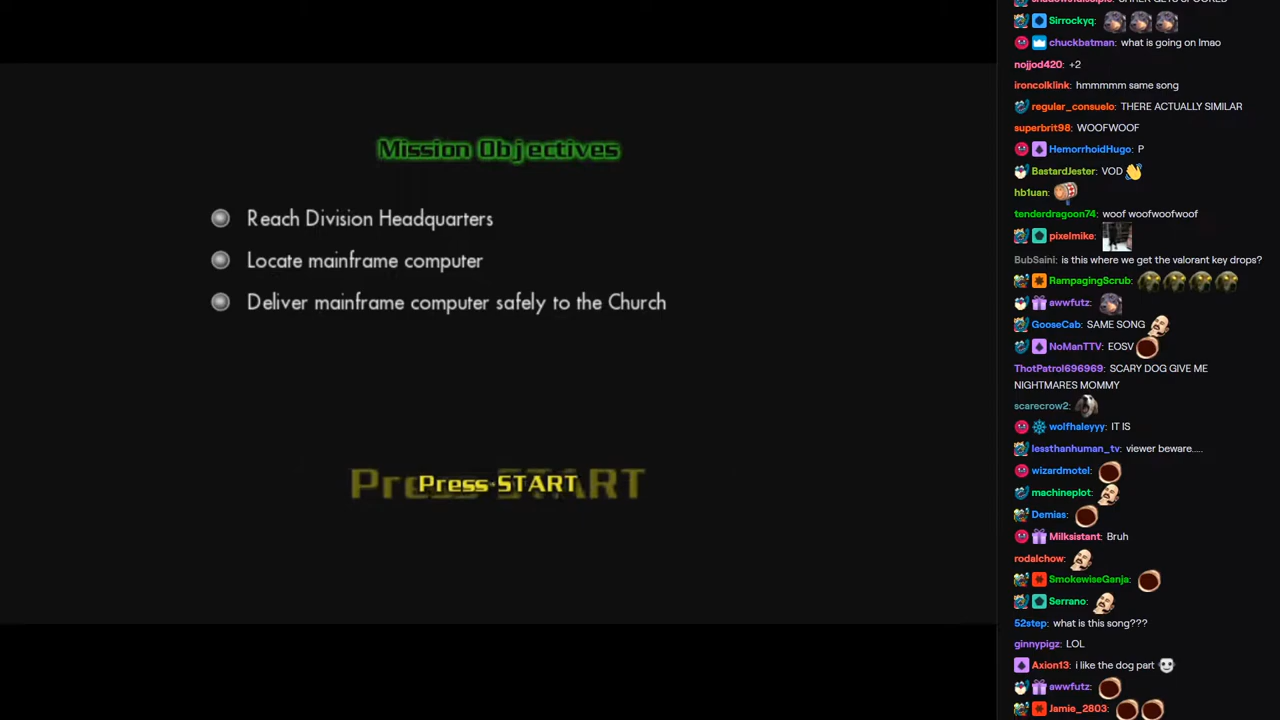 Mission Objectives
Reach Division Headquarters
Locate mainframe computer
Deliver mainframe computer safely to the Church
Press START
Press START
Sirrockyq:
chuckbatman: what is going on lmao
nojjod420: +2
ironcolklink: hmmmmm same song
regular_consuelo: THERE ACTUALLY SIMILAR
superbrit98: WOOFWOOF
HemorrhoidHugo: P
BastardJester: VOD
hb1uan:
tenderdragoon74: woof woofwoofwoof
pixelmike:
BubSaini: is this where we get the valorant key drops?
RampagingScrub:
awwfutz:
GooseCab: SAME SONG
NoManTTV: EOSV
ThotPatrol696969: SCARY DOG GIVE ME
NIGHTMARES MOMMY
scarecrow2:
wolfhaleyyy: IT IS
lessthanhuman_tv: viewer beware.....
wizardmotel:
machineplot:
Demias:
Milksistant: Bruh
rodalchow:
SmokewiseGanja:
Serrano:
52step: what is this song???
ginnypigz: LOL
Axion13: i like the dog part
awwfutz:
Jamie_2803: